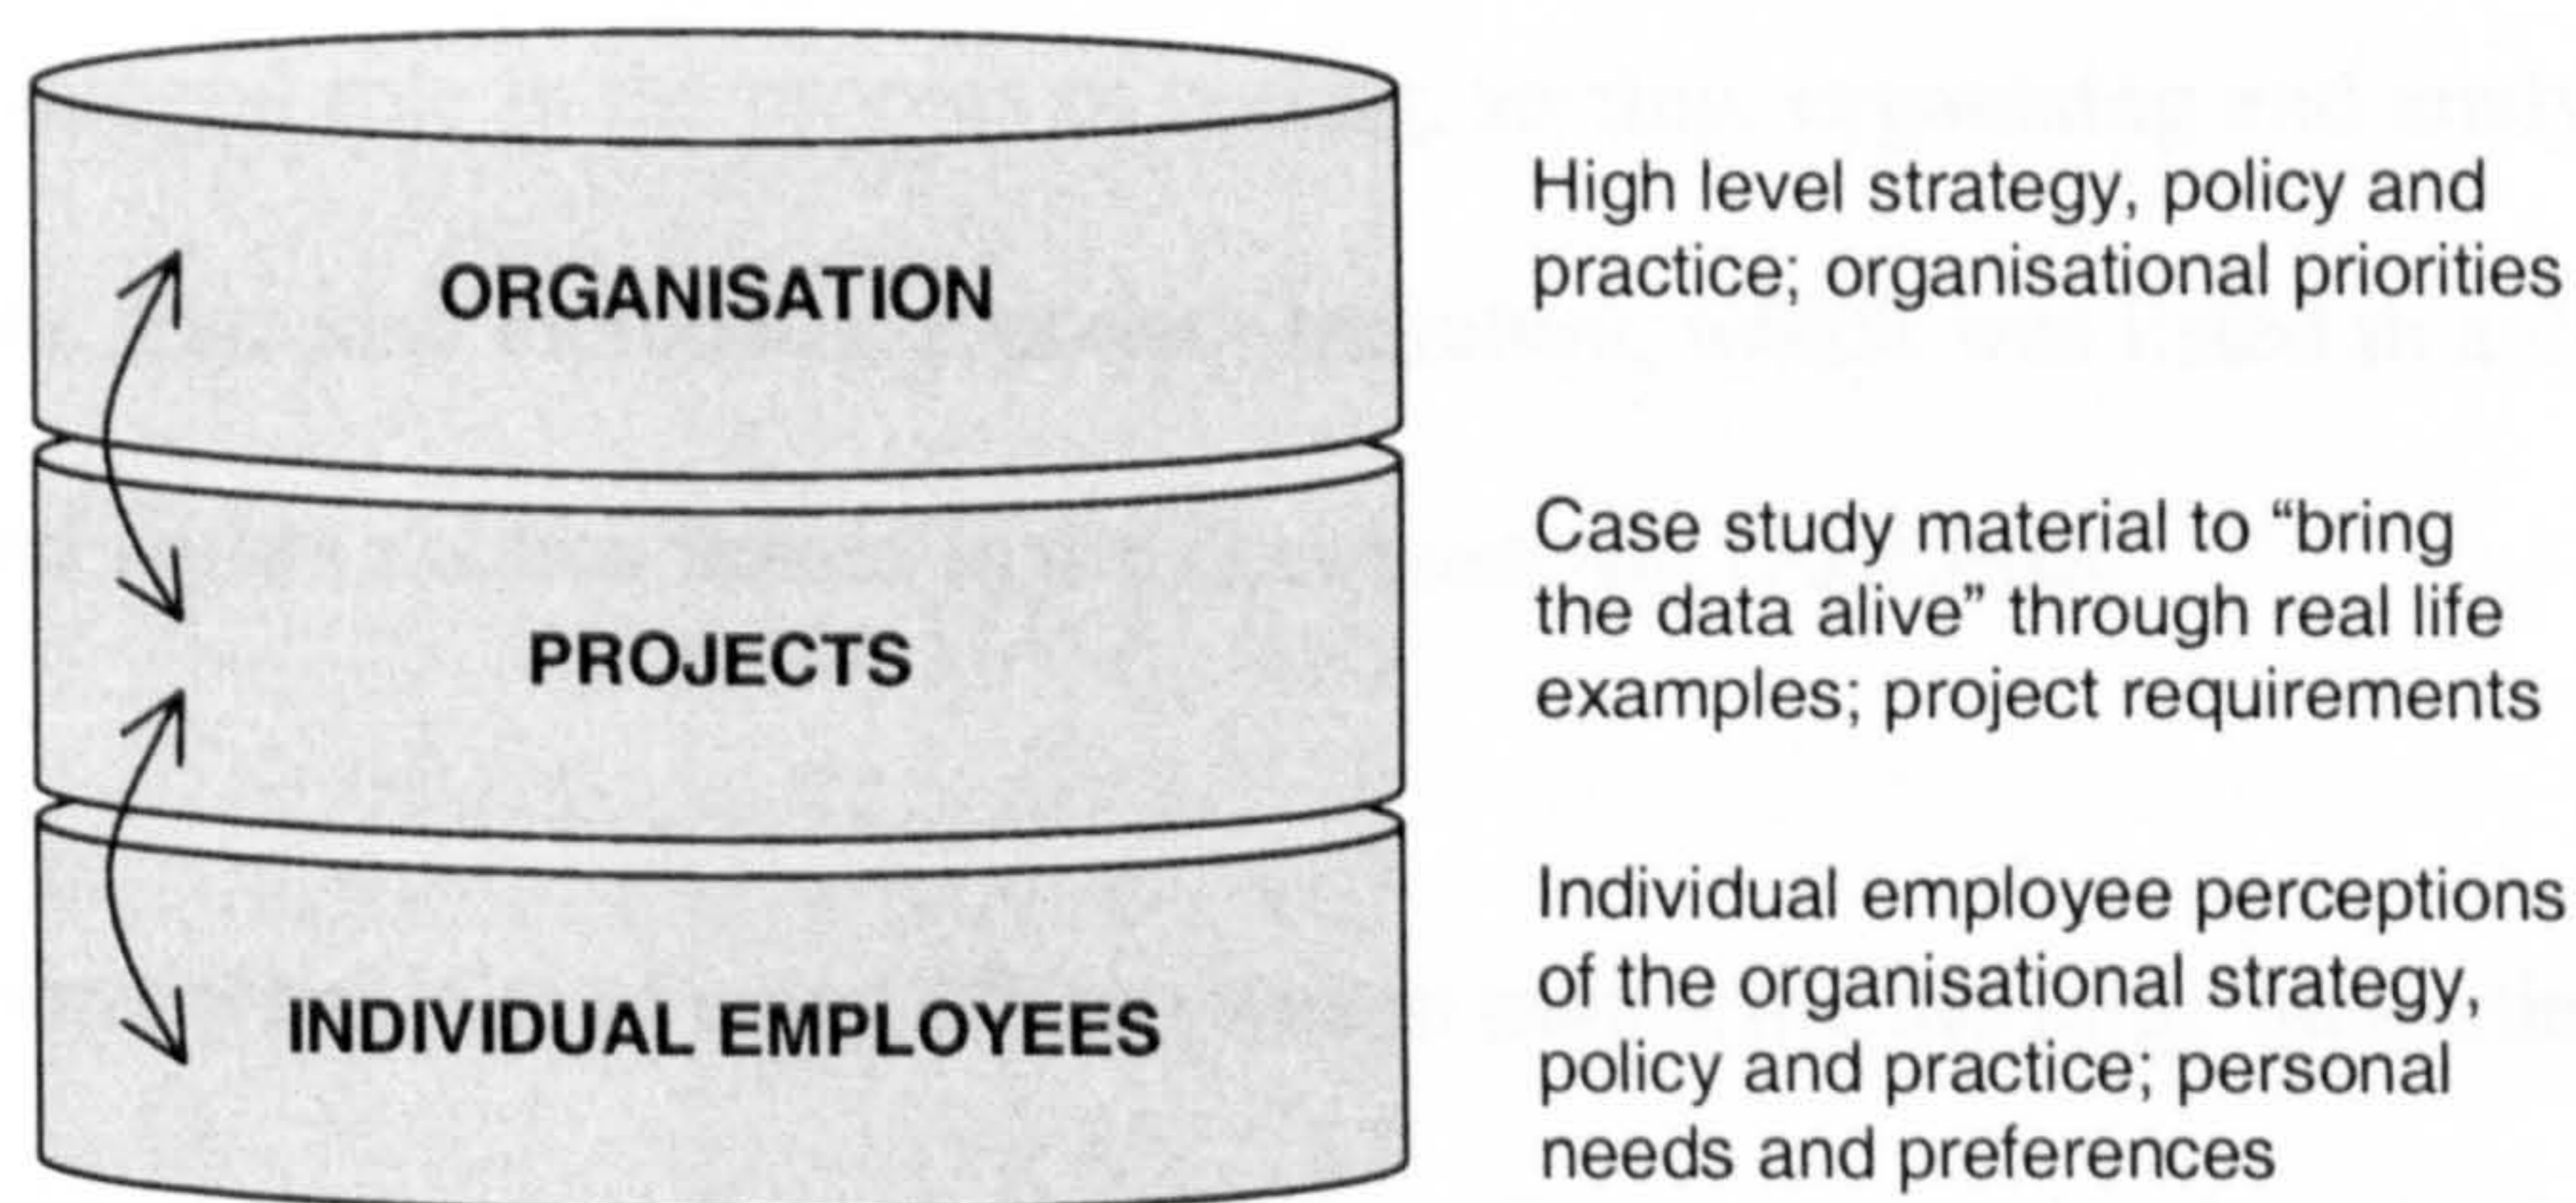 ORGANISATION
High level strategy, policy and
practice; organisational priorities
PROJECTS
Case study material to “bring
the data alive” through real life
examples; project requirements
INDIVIDUAL EMPLOYEES
Individual employee perceptions
of the organisational strategy,
policy and practice; personal
needs and preferences